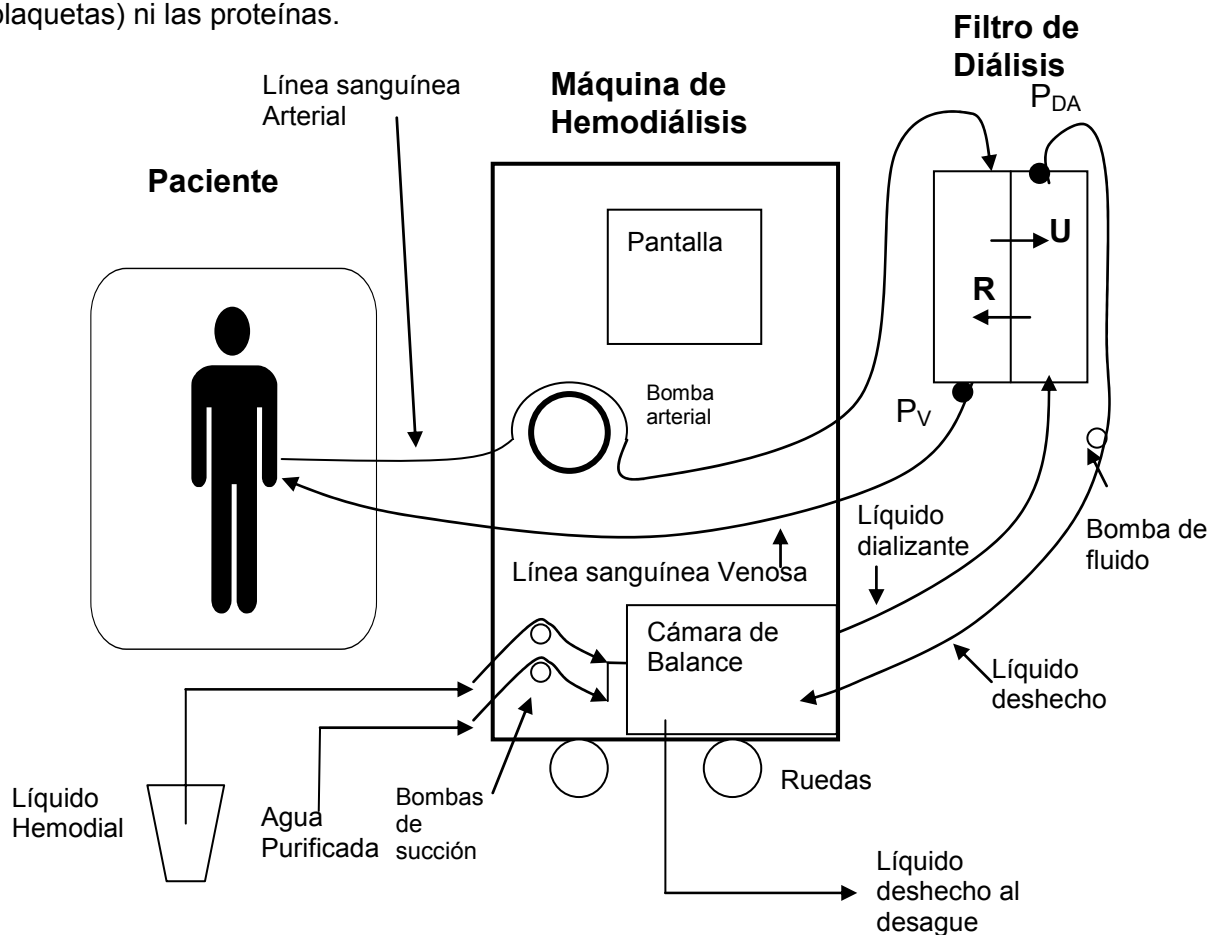 plaquetas) ni las proteínas.
Filtro de
Diálisis
P_DA
Línea sanguínea
Arterial
Máquina de
Hemodiálisis
Paciente
Pantalla
U
R
Bomba
arterial
P_V
Líquido
dializante
Bomba de
fluido
Línea sanguínea Venosa
Cámara de
Balance
Líquido
deshecho
Ruedas
Líquido
Hemodial
Agua
Purificada
Bombas
de
succión
Líquido
deshecho al
desague